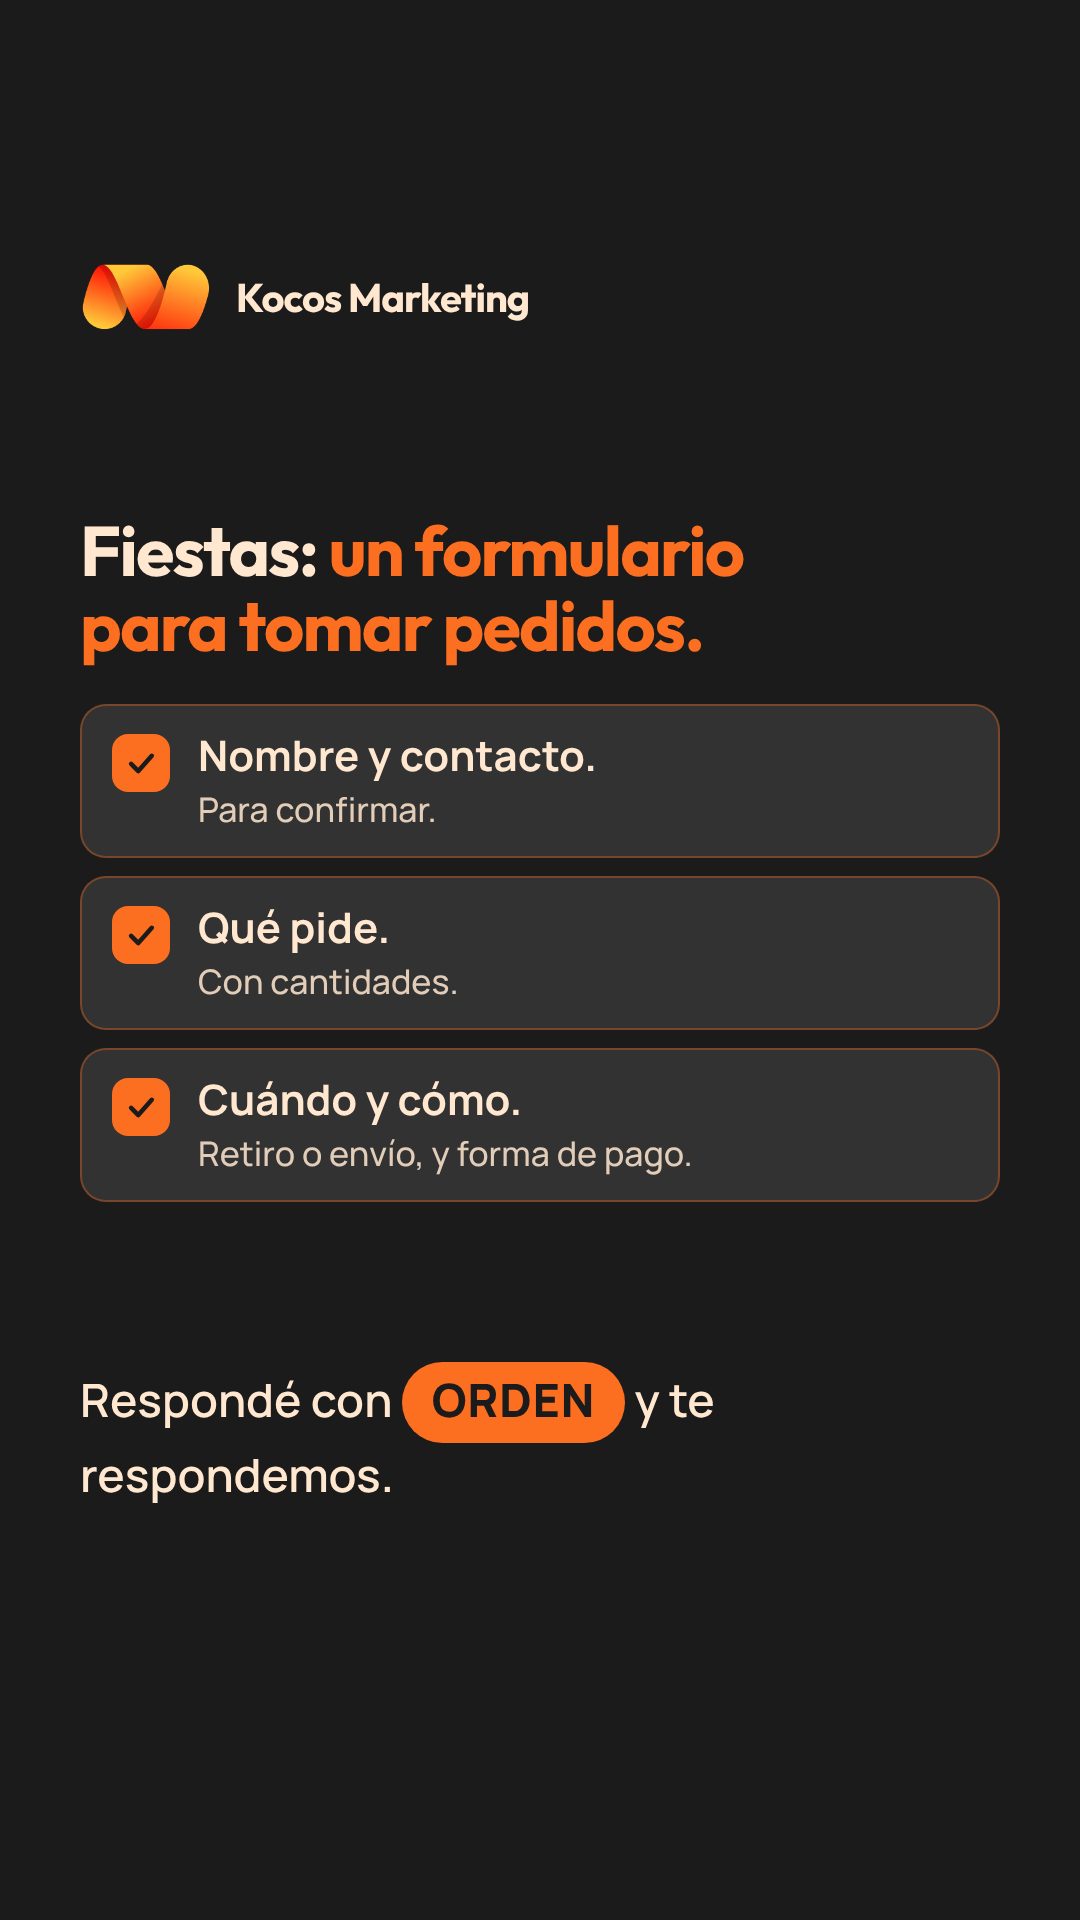 Kocos Marketing
Fiestas: un formulario
para tomar pedidos.
Nombre y contacto.
Para confirmar.
Qué pide.
Con cantidades.
Cuándo y cómo.
Retiro o envío, y forma de pago.
Respondé con ORDEN y te
respondemos.